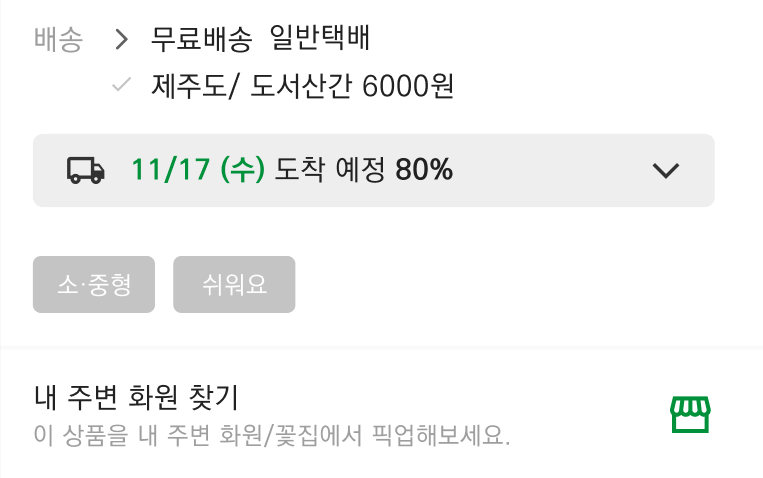 배송 무료배송 일반택배
제주도/ 도서산간 6000원
11/17 (수) 도착 예정 80%
소·중형 쉬워요
내 주변 화원 찾기
이 상품을 내 주변 화원/꽃집에서 픽업해보세요.